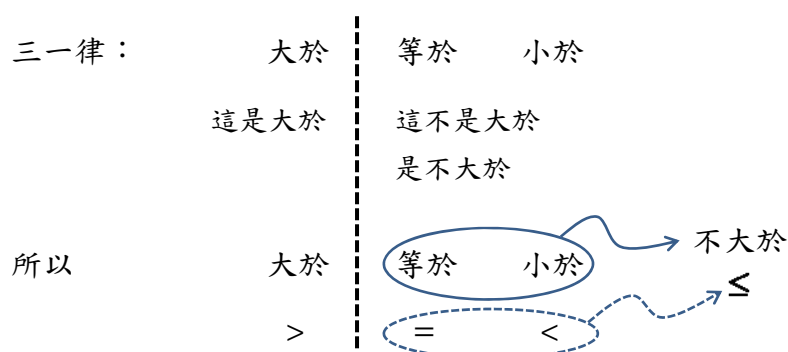 三一律： 大於 等於 小於
這是大於 這不是大於
是不大於
所以 大於 等於 小於 不大於
≤
> = <